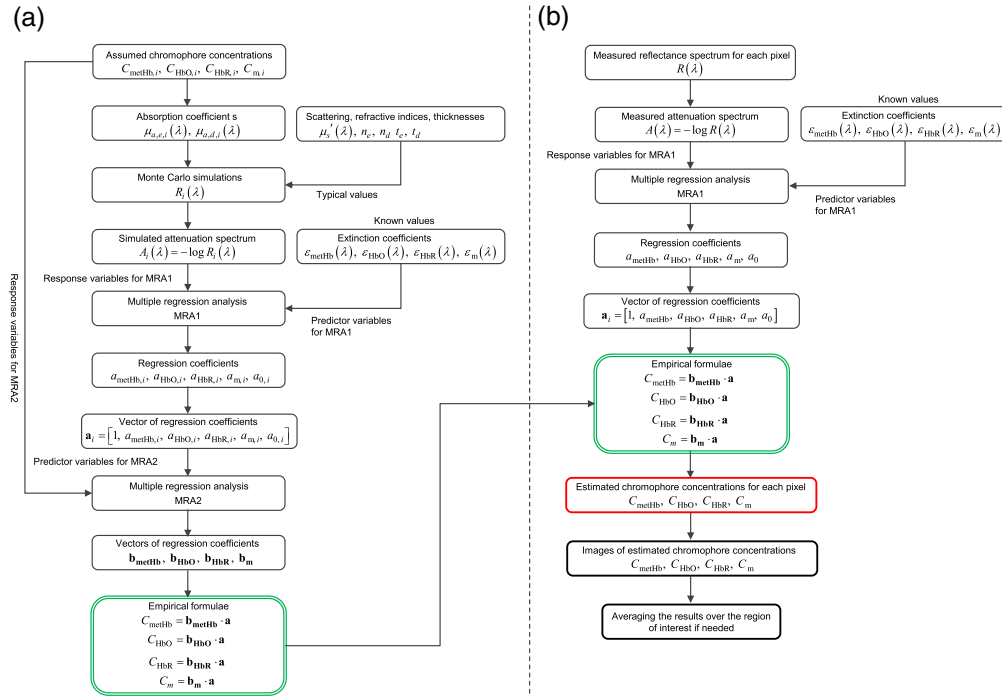 (a)
Assumed chromophore concentrations
C_metHb,i, C_HbO,i, C_HbR,i, C_m,i
Absorption coefficient s
μ_a,e,i(λ), μ_a,d,i(λ)
Scattering, refractive indices, thicknesses
μ_s′(λ), n_e, n_d t_e, t_d
Monte Carlo simulations
R_i(λ)
Typical values
Simulated attenuation spectrum
A_i(λ)=−log R_i(λ)
Known values
Extinction coefficients
ε_metHb(λ), ε_HbO(λ), ε_HbR(λ), ε_m(λ)
Response variables for MRA1
Multiple regression analysis
MRA1
Predictor variables
for MRA1
Response variables for MRA2
Regression coefficients
a_metHb,i, a_HbO,i, a_HbR,i, a_m,i, a_0,i
Vector of regression coefficients
a_i=[1, a_metHb,i, a_HbO,i, a_HbR,i, a_m,i, a_0,i]
Predictor variables for MRA2
Multiple regression analysis
MRA2
Vectors of regression coefficients
b_metHb, b_HbO, b_HbR, b_m
Empirical formulae
C_metHb = b_metHb · a
C_HbO = b_HbO · a
C_HbR = b_HbR · a
C_m = b_m · a
(b)
Measured reflectance spectrum for each pixel
R(λ)
Measured attenuation spectrum
A(λ)=−log R(λ)
Known values
Extinction coefficients
ε_metHb(λ), ε_HbO(λ), ε_HbR(λ), ε_m(λ)
Response variables for MRA1
Multiple regression analysis
MRA1
Predictor variables
for MRA1
Regression coefficients
a_metHb, a_HbO, a_HbR, a_m, a_0
Vector of regression coefficients
a_i=[1, a_metHb, a_HbO, a_HbR, a_m, a_0]
Empirical formulae
C_metHb = b_metHb · a
C_HbO = b_HbO · a
C_HbR = b_HbR · a
C_m = b_m · a
Estimated chromophore concentrations for each pixel
C_metHb, C_HbO, C_HbR, C_m
Images of estimated chromophore concentrations
C_metHb, C_HbO, C_HbR, C_m
Averaging the results over the region
of interest if needed